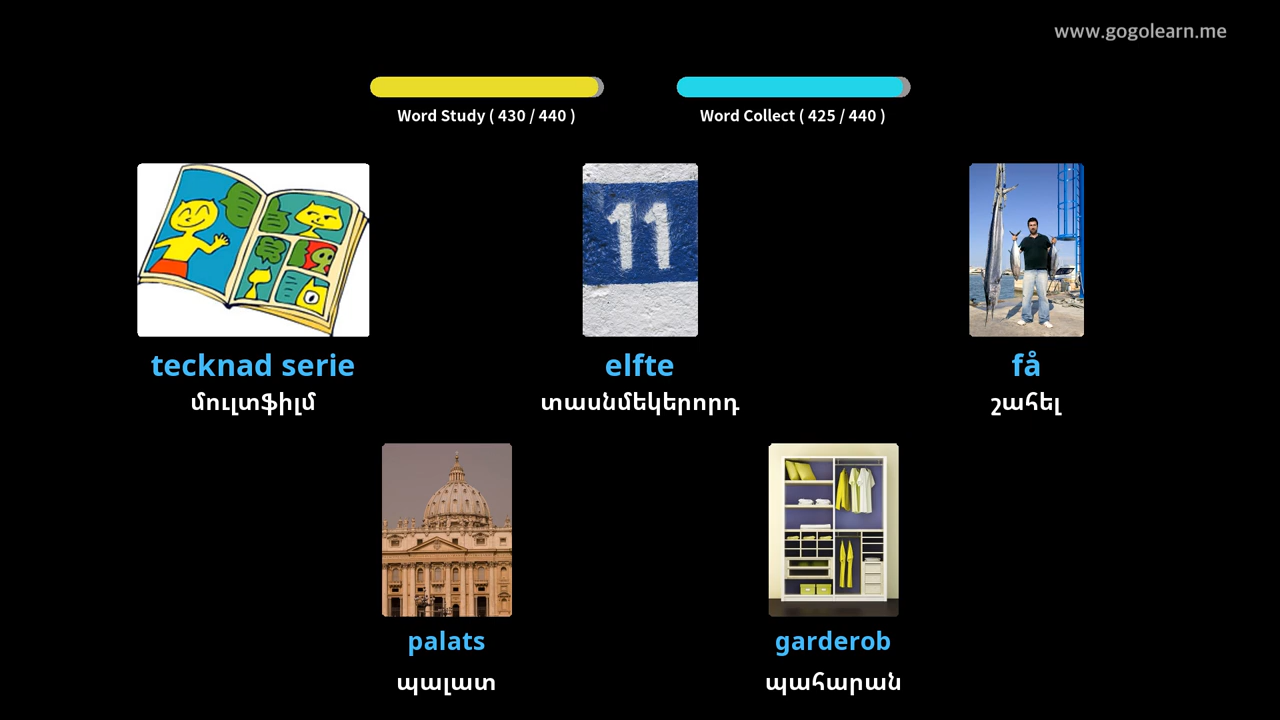 www.gogolearn.me
Word Study ( 430 / 440 )
Word Collect ( 425 / 440 )
11
tecknad serie
մուլտֆիլմ
elfte
տասնմեկերորդ
få
շահել
palats
պալատ
garderob
պահարան